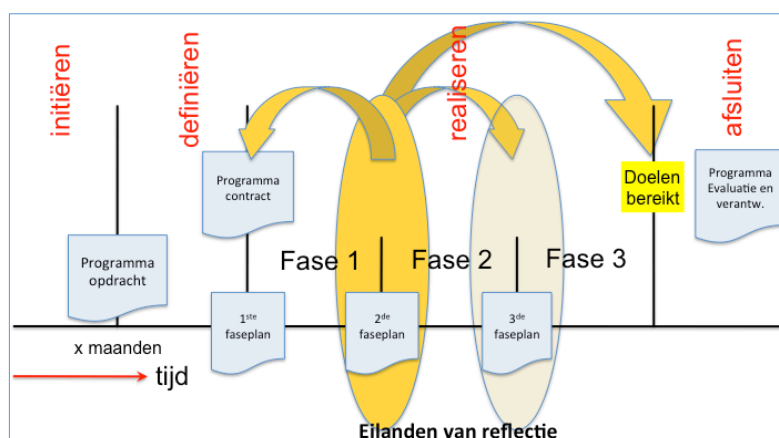 initiëren
definiëren
realiseren
afsluiten
Programma
contract
Doelen
bereikt
Programma
Evaluatie en
verantw.
Programma
opdracht
Fase 1
Fase 2
Fase 3
1ste
faseplan
2de
faseplan
3de
faseplan
x maanden
tijd
Eilanden van reflectie